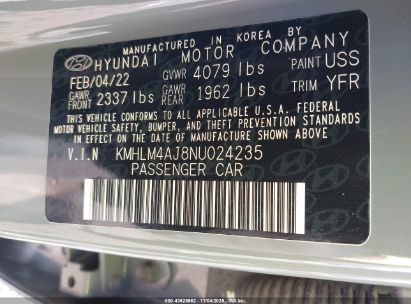 MANUFACTURED IN KOREA BY
HYUNDAI MOTOR COMPANY
FEB/04/22 GVWR 4079 lbs PAINT USS
GAWR FRONT 2337 lbs GAWR REAR 1962 lbs TRIM YFR
THIS VEHICLE CONFORMS TO ALL APPLICABLE U.S.A. FEDERAL
MOTOR VEHICLE SAFETY, BUMPER, AND THEFT PREVENTION STANDARDS
IN EFFECT ON THE DATE OF MANUFACTURE SHOWN ABOVE.
V.I.N KMHLM4AJ8NU024235
PASSENGER CAR